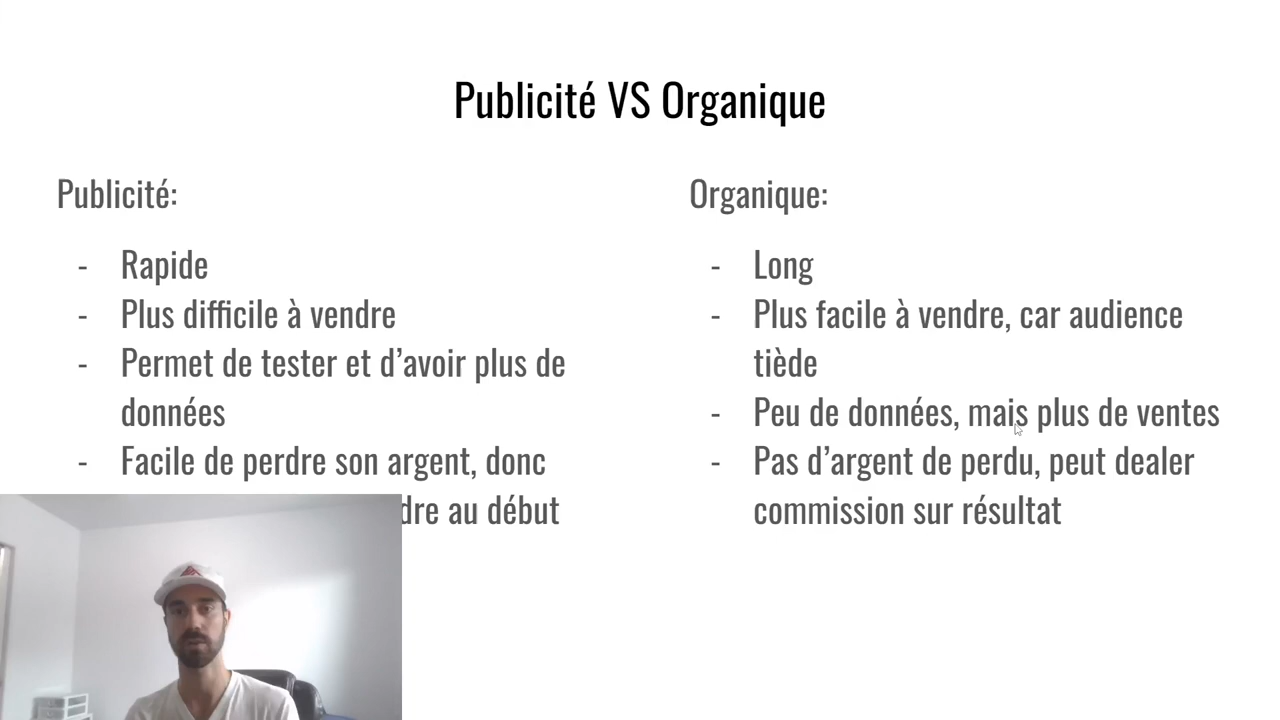 Publicité VS Organique
Publicité:
- Rapide
- Plus difficile à vendre
- Permet de tester et d’avoir plus de
données
- Facile de perdre son argent, donc
dre au début
Organique:
- Long
- Plus facile à vendre, car audience
tiède
- Peu de données, mais plus de ventes
- Pas d’argent de perdu, peut dealer
commission sur résultat